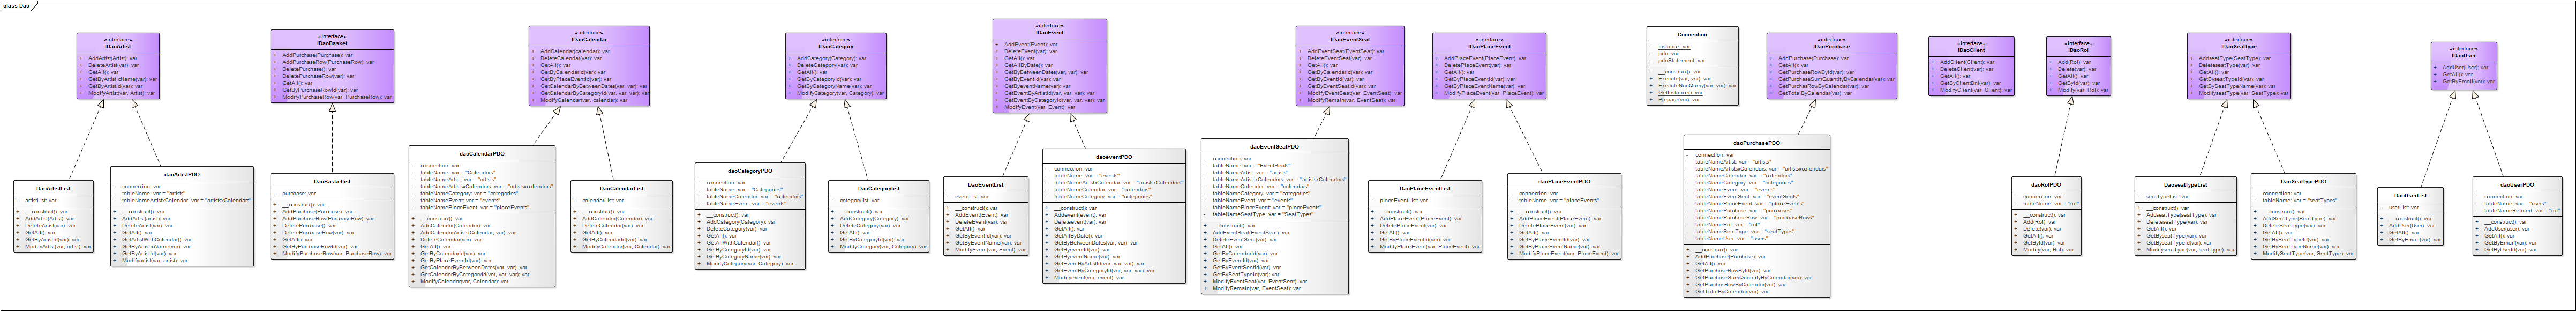 class Dao
«interface»
IDaoArtist
+ AddArtist(Artist): var
+ DeleteArtist(var): var
+ GetAll(): var
+ GetByArtisticName(var): var
+ GetByArtistId(var): var
+ ModifyArtist(var, Artist): var
«interface»
IDaoBasket
+ AddPurchase(Purchase): var
+ AddPurchaseRow(PurchaseRow): var
+ DeletePurchase(): var
+ DeletePurchaseRow(var): var
+ GetAll(): var
+ GetByPurchaseRowId(var): var
+ ModifyPurchaseRow(var, PurchaseRow): var
«interface»
IDaoCalendar
+ AddCalendar(calendar): var
+ DeleteCalendar(var): var
+ GetAll(): var
+ GetByCalendarId(var): var
+ GetByPlaceEventId(var): var
+ GetCalendarByBetweenDates(var, var): var
+ GetCalendarByCategoryId(var, var, var): var
+ ModifyCalendar(var, calendar): var
«interface»
IDaoCategory
+ AddCategory(Category): var
+ DeleteCategory(var): var
+ GetAll(): var
+ GetByCategoryId(var): var
+ GetByCategoryName(var): var
+ ModifyCategory(var, Category): var
«interface»
IDaoEvent
+ AddEvent(Event): var
+ DeleteEvent(var): var
+ GetAll(): var
+ GetAllByDate(): var
+ GetByBetweenDates(var, var): var
+ GetByEventId(var): var
+ GetByeventName(var): var
+ GetEventByArtistId(var, var, var): var
+ GetEventByCategoryId(var, var, var): var
+ ModifyEvent(var, Event): var
«interface»
IDaoEventSeat
+ AddEventSeat(EventSeat): var
+ DeleteEventSeat(var): var
+ GetAll(): var
+ GetByCalendarId(var): var
+ GetByEventId(var): var
+ GetByEventSeatId(var): var
+ ModifyEventSeat(var, EventSeat): var
+ ModifyRemain(var, EventSeat): var
«interface»
IDaoPlaceEvent
+ AddPlaceEvent(PlaceEvent): var
+ DeletePlaceEvent(var): var
+ GetAll(): var
+ GetByPlaceEventId(var): var
+ GetByPlaceEventName(var): var
+ ModifyPlaceEvent(var, PlaceEvent): var
Connection
- instance: var
- pdo: var
- pdoStatement: var
- __construct(): var
+ Execute(var, var): var
+ ExecuteNonQuery(var, var): var
+ GetInstance(): var
+ Prepare(var): var
«interface»
IDaoPurchase
+ AddPurchase(Purchase): var
+ GetAll(): var
+ GetPurchaseRowById(var): var
+ GetPurchaseSumQuantityByCalendar(var): var
+ GetPurchasRowByCalendar(var): var
+ GetTotalByCalendar(var): var
«interface»
IDaoClient
+ AddClient(Client): var
+ DeleteClient(var): var
+ GetAll(): var
+ GetByClientDni(var): var
+ ModifyClient(var, Client): var
«interface»
IDaoRol
+ Add(Rol): var
+ Delete(var): var
+ GetAll(): var
+ GetById(var): var
+ Modify(var, Rol): var
«interface»
IDaoSeatType
+ AddseatType(SeatType): var
+ DeleteseatType(var): var
+ GetAll(): var
+ GetByseatTypeId(var): var
+ GetBySeatTypeName(var): var
+ ModifyseatType(var, SeatType): var
«interface»
IDaoUser
+ AddUser(User): var
+ GetAll(): var
+ GetByEmail(var): var
DaoArtistList
- artistList: var
+ __construct(): var
+ AddArtist(Artist): var
+ DeleteArtist(var): var
+ GetAll(): var
+ GetByArtistId(var): var
+ ModifyArtist(var, artist): var
daoArtistPDO
- connection: var
- tableName: var = "artists"
- tableNameArtistxCalendar: var = "artistsxcalendars"
+ __construct(): var
+ AddArtist(artist): var
+ DeleteArtist(var): var
+ GetAll(): var
+ GetArtistWithCalendar(): var
+ GetByArtisticName(var): var
+ GetByArtistId(var): var
+ Modifyartist(var, artist): var
DaoBasketlist
- purchase: var
+ __construct(): var
+ AddPurchase(Purchase): var
+ AddPurchaseRow(PurchaseRow): var
+ DeletePurchase(): var
+ DeletePurchaseRow(var): var
+ GetAll(): var
+ GetByPurchaseRowId(var): var
+ ModifyPurchaseRow(var, PurchaseRow): var
daoCalendarPDO
- connection: var
- tableName: var = "Calendars"
- tableNameArtist: var = "artists"
- tableNameArtistxCalendars: var = "artistsxcalendars"
- tableNameCategory: var = "categories"
- tableNameEvent: var = "events"
- tableNamePlaceEvent: var = "placeEvents"
+ __construct(): var
+ AddCalendar(Calendar): var
+ AddCalendarArtists(Calendar, var): var
+ DeleteCalendar(var): var
+ GetAll(): var
+ GetByCalendarId(var): var
+ GetByPlaceEventId(var): var
+ GetCalendarByBetweenDates(var, var): var
+ GetCalendarByCategoryId(var, var, var): var
+ ModifyCalendar(var, Calendar): var
DaoCalendarList
- calendarList: var
+ __construct(): var
+ AddCalendar(Calendar): var
+ DeleteCalendar(var): var
+ GetAll(): var
+ GetByCalendarId(var): var
+ ModifyCalendar(var, Calendar): var
daoCategoryPDO
- connection: var
- tableName: var = "Categories"
- tableNameCalendar: var = "calendars"
- tableNameEvent: var = "events"
+ __construct(): var
+ AddCategory(Category): var
+ DeleteCategory(var): var
+ GetAll(): var
+ GetAllWithCalendar(): var
+ GetByCategoryId(var): var
+ GetByCategoryName(var): var
+ ModifyCategory(var, Category): var
DaoCategorylist
- categorylist: var
+ __construct(): var
+ AddCategory(Category): var
+ DeleteCategory(var): var
+ GetAll(): var
+ GetByCategoryId(var): var
+ ModifyCategory(var, Category): var
DaoEventList
- eventList: var
+ __construct(): var
+ AddEvent(Event): var
+ DeleteEvent(var): var
+ GetAll(): var
+ GetByEventId(var): var
+ GetByEventName(var): var
+ ModifyEvent(var, Event): var
daoeventPDO
- connection: var
- tableName: var = "events"
- tableNameArtistxCalendar: var = "artistsxCalendars"
- tableNameCalendar: var = "calendars"
- tableNameCategory: var = "categories"
+ __construct(): var
+ Addevent(event): var
+ Deleteevent(var): var
+ GetAll(): var
+ GetAllByDate(): var
+ GetByBetweenDates(var, var): var
+ GetByeventId(var): var
+ GetByeventName(var): var
+ GetEventByArtistId(var, var, var): var
+ GetEventByCategoryId(var, var, var): var
+ Modifyevent(var, event): var
daoEventSeatPDO
- connection: var
- tableName: var = "EventSeats"
- tableNameArtist: var = "artists"
- tableNameArtistxCalendars: var = "artistsxcalendars"
- tableNameCalendar: var = "calendars"
- tableNameCategory: var = "categories"
- tableNameEvent: var = "events"
- tableNamePlaceEvent: var = "placeEvents"
- tableNameSeatType: var = "SeatTypes"
+ __construct(): var
+ AddEventSeat(EventSeat): var
+ DeleteEventSeat(var): var
+ GetAll(): var
+ GetByCalendarId(var): var
+ GetByEventId(var): var
+ GetByEventSeatId(var): var
+ GetBySeatTypeId(var): var
+ ModifyEventSeat(var, EventSeat): var
+ ModifyRemain(var, EventSeat): var
DaoPlaceEventList
- placeEventList: var
+ __construct(): var
+ AddPlaceEvent(PlaceEvent): var
+ DeletePlaceEvent(var): var
+ GetAll(): var
+ GetByPlaceEventId(var): var
+ ModifyPlaceEvent(var, PlaceEvent): var
daoPlaceEventPDO
- connection: var
- tableName: var = "placeEvents"
+ __construct(): var
+ AddPlaceEvent(PlaceEvent): var
+ DeletePlaceEvent(var): var
+ GetAll(): var
+ GetByPlaceEventId(var): var
+ GetByPlaceEventName(var): var
+ ModifyPlaceEvent(var, PlaceEvent): var
daoPurchasePDO
- connection: var
- tableNameArtist: var = "artists"
- tableNameArtistxCalendars: var = "artistsxcalendars"
- tableNameCalendar: var = "calendars"
- tableNameCategory: var = "categories"
- tableNameEvent: var = "events"
- tableNameEventSeat: var = "eventSeats"
- tableNamePlaceEvent: var = "placeEvents"
- tableNamePurchase: var = "purchases"
- tableNamePurchaseRow: var = "purchaseRows"
- tableNameRol: var = "rol"
- tableNameSeatType: var = "seatTypes"
- tableNameUser: var = "users"
+ __construct(): var
+ AddPurchase(Purchase): var
+ GetAll(): var
+ GetPurchaseRowById(var): var
+ GetPurchaseSumQuantityByCalendar(var): var
+ GetPurchasRowByCalendar(var): var
+ GetTotalByCalendar(var): var
daoRolPDO
- connection: var
- tableName: var = "rol"
+ __construct(): var
+ Add(Rol): var
+ Delete(var): var
+ GetAll(): var
+ GetById(var): var
+ Modify(var, Rol): var
DaoseatTypeList
- seatTypeList: var
+ __construct(): var
+ AddseatType(seatType): var
+ DeleteseatType(var): var
+ GetAll(): var
+ GetByseatTypeId(var): var
+ GetByseatTypeId(var): var
+ ModifyseatType(var, seatType): var
DaoSeatTypePDO
- connection: var
- tableName: var = "seatTypes"
+ __construct(): var
+ AddSeatType(SeatType): var
+ DeleteSeatType(var): var
+ GetAll(): var
+ GetBySeatTypeId(var): var
+ GetBySeatTypeName(var): var
+ ModifySeatType(var, SeatType): var
DaoUserList
- userList: var
+ __construct(): var
+ AddUser(User): var
+ GetAll(): var
+ GetByEmail(var): var
daoUserPDO
- connection: var
- tableName: var = "users"
- tableNameRelated: var = "rol"
+ __construct(): var
+ AddUser(user): var
+ GetAll(): var
+ GetByEmail(var): var
+ GetByUserId(var): var